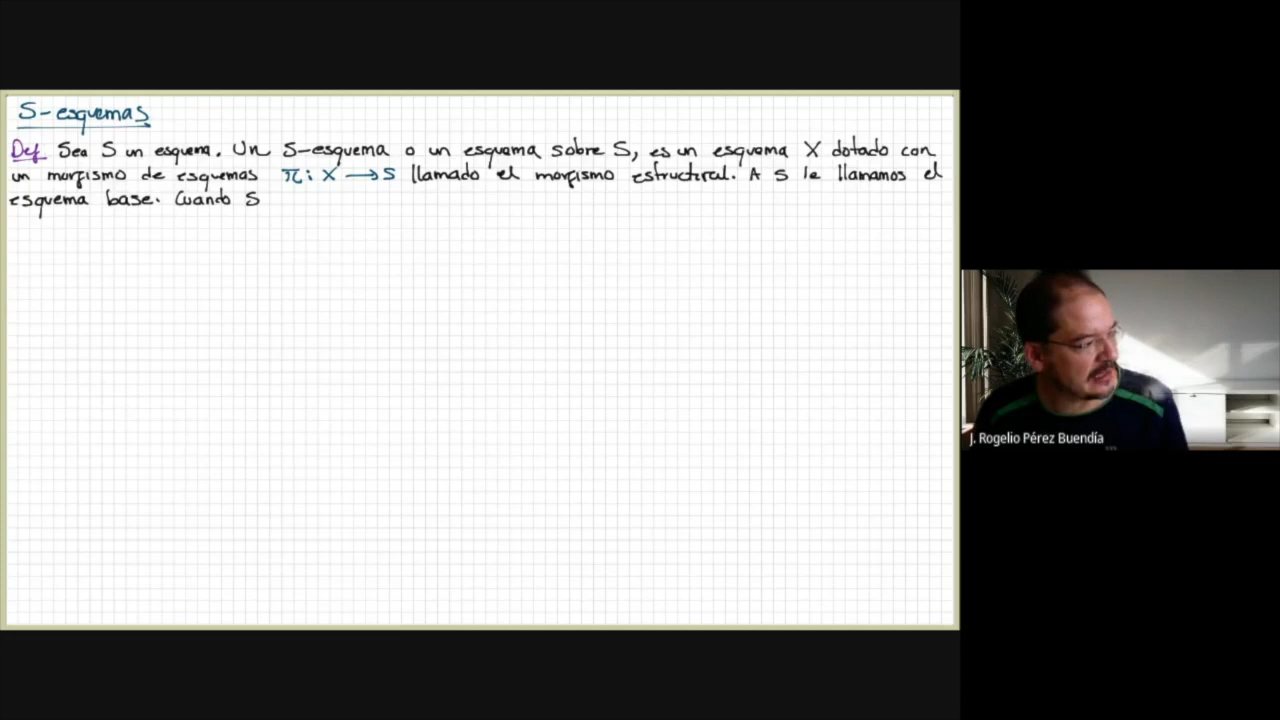 S-esquemas
Def Sea S un esquema. Un S-esquema o un esquema sobre S, es un esquema X dotado con
un morfismo de esquemas π: X → S llamado el morfismo estructural. A S le llamamos el
esquema base. Cuando S
J. Rogelio Pérez Buendía